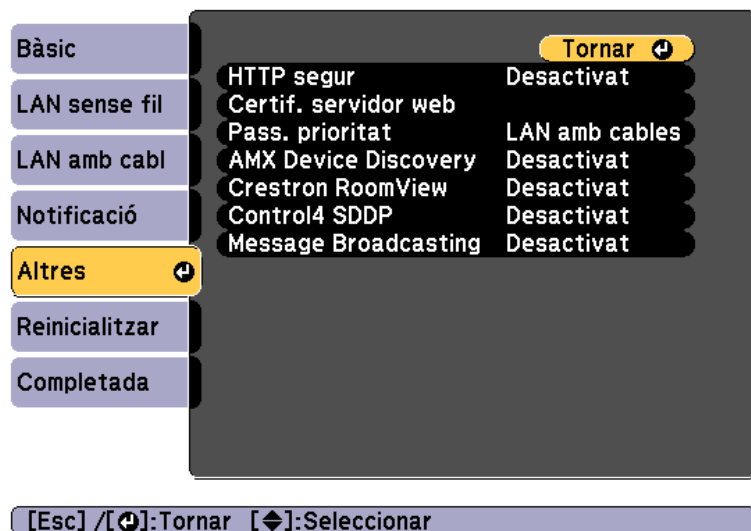 Bàsic
LAN sense fil
LAN amb cabl
Notificació
Altres
Reinicialitzar
Completada
Tornar
HTTP segur Desactivat
Certif. servidor web
Pass. prioritat LAN amb cables
AMX Device Discovery Desactivat
Crestron RoomView Desactivat
Control4 SDDP Desactivat
Message Broadcasting Desactivat
[Esc] /[⏎]:Tornar [◆]:Seleccionar